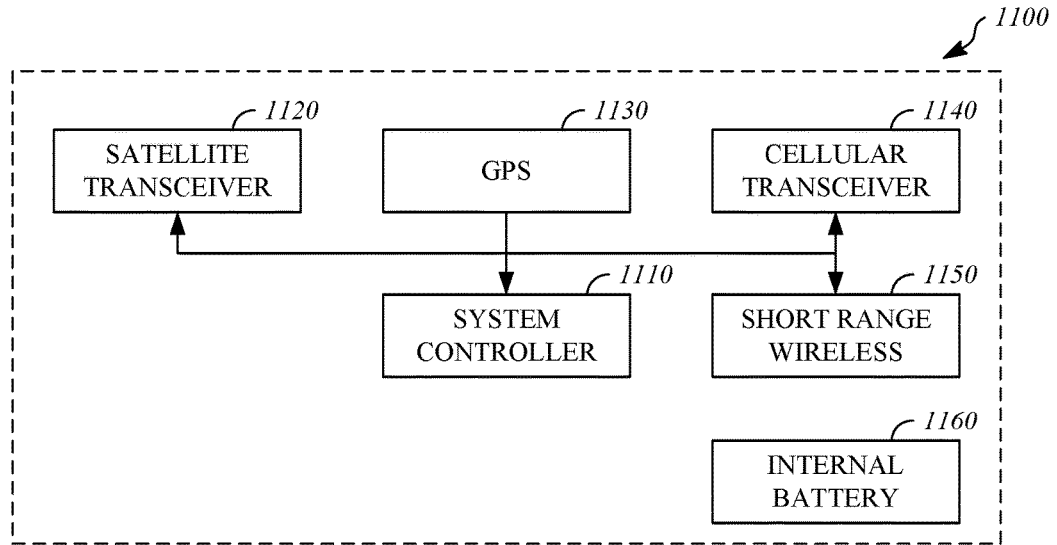 1100
1120
1130
1140
SATELLITE
TRANSCEIVER
GPS
CELLULAR
TRANSCEIVER
1110
1150
SYSTEM
CONTROLLER
SHORT RANGE
WIRELESS
1160
INTERNAL
BATTERY